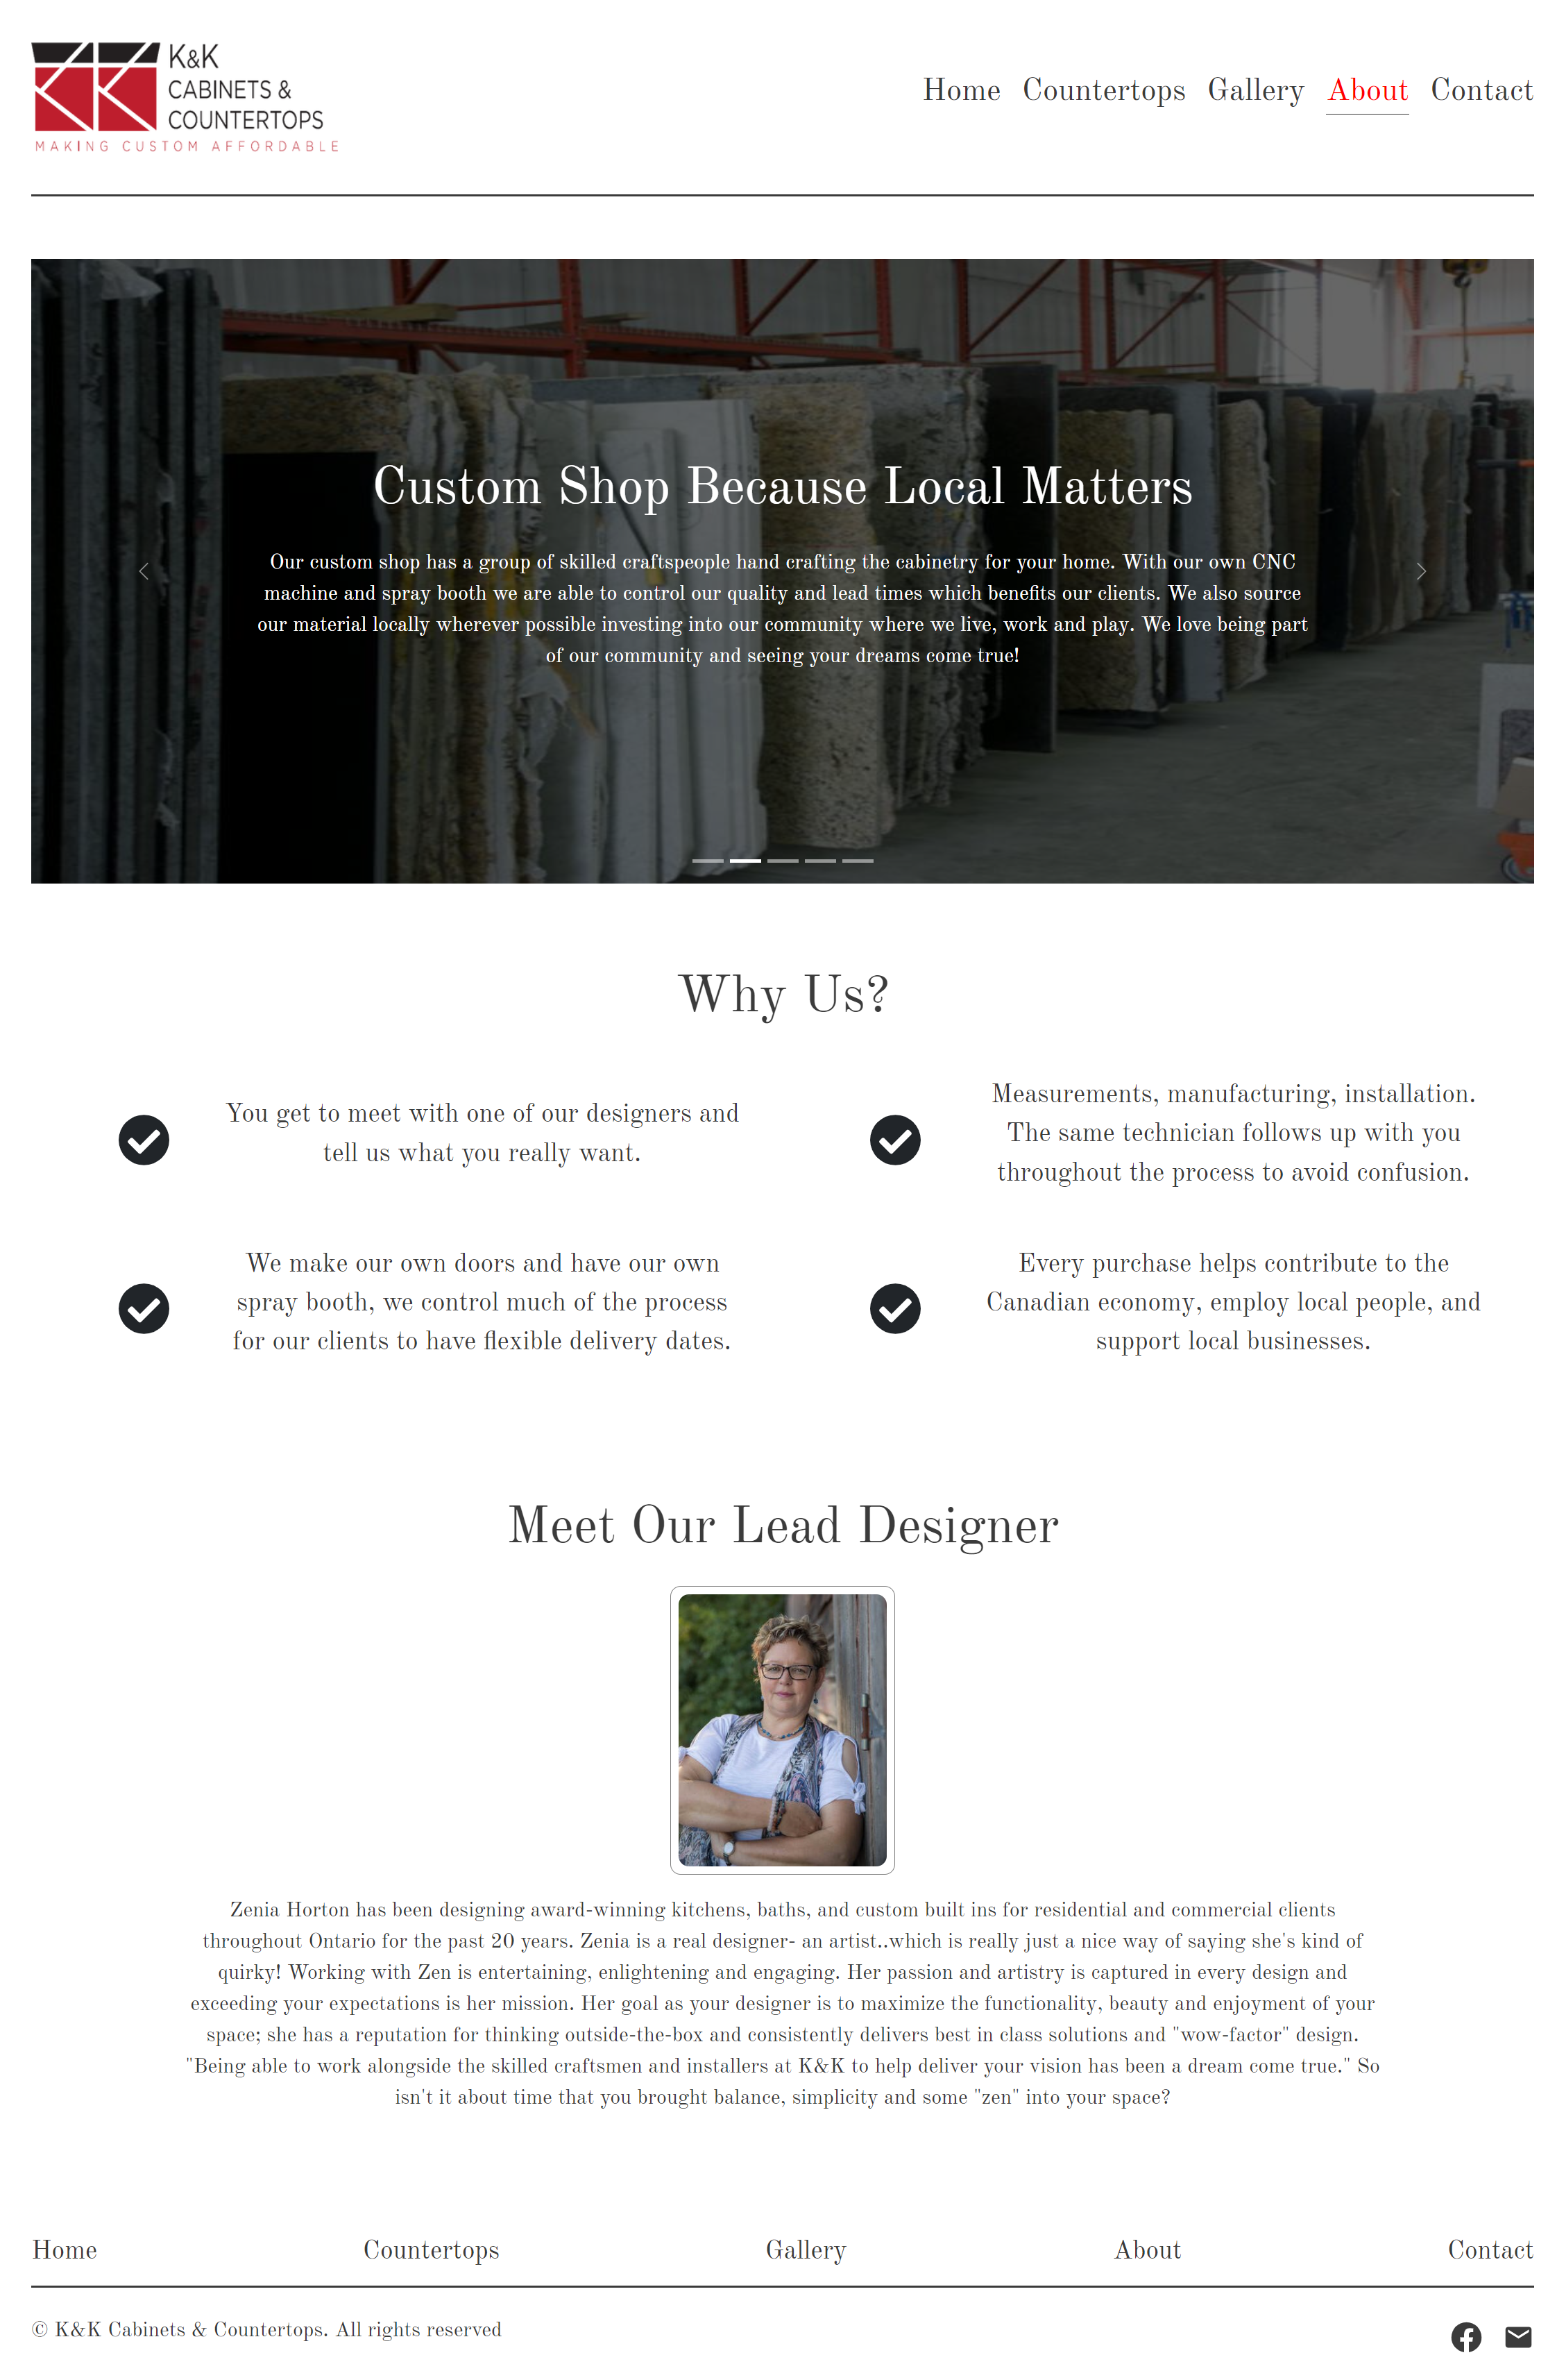 K&K
CABINETS &
COUNTERTOPS
MAKING CUSTOM AFFORDABLE
Home Countertops Gallery About Contact
Custom Shop Because Local Matters
Our custom shop has a group of skilled craftspeople hand crafting the cabinetry for your home. With our own CNC
machine and spray booth we are able to control our quality and lead times which benefits our clients. We also source
our material locally wherever possible investing into our community where we live, work and play. We love being part
of our community and seeing your dreams come true!
Why Us?
You get to meet with one of our designers and
tell us what you really want.
Measurements, manufacturing, installation.
The same technician follows up with you
throughout the process to avoid confusion.
We make our own doors and have our own
spray booth, we control much of the process
for our clients to have flexible delivery dates.
Every purchase helps contribute to the
Canadian economy, employ local people, and
support local businesses.
Meet Our Lead Designer
Zenia Horton has been designing award-winning kitchens, baths, and custom built ins for residential and commercial clients
throughout Ontario for the past 20 years. Zenia is a real designer- an artist..which is really just a nice way of saying she's kind of
quirky! Working with Zen is entertaining, enlightening and engaging. Her passion and artistry is captured in every design and
exceeding your expectations is her mission. Her goal as your designer is to maximize the functionality, beauty and enjoyment of your
space; she has a reputation for thinking outside-the-box and consistently delivers best in class solutions and "wow-factor" design.
"Being able to work alongside the skilled craftsmen and installers at K&K to help deliver your vision has been a dream come true." So
isn't it about time that you brought balance, simplicity and some "zen" into your space?
Home Countertops Gallery About Contact
© K&K Cabinets & Countertops. All rights reserved